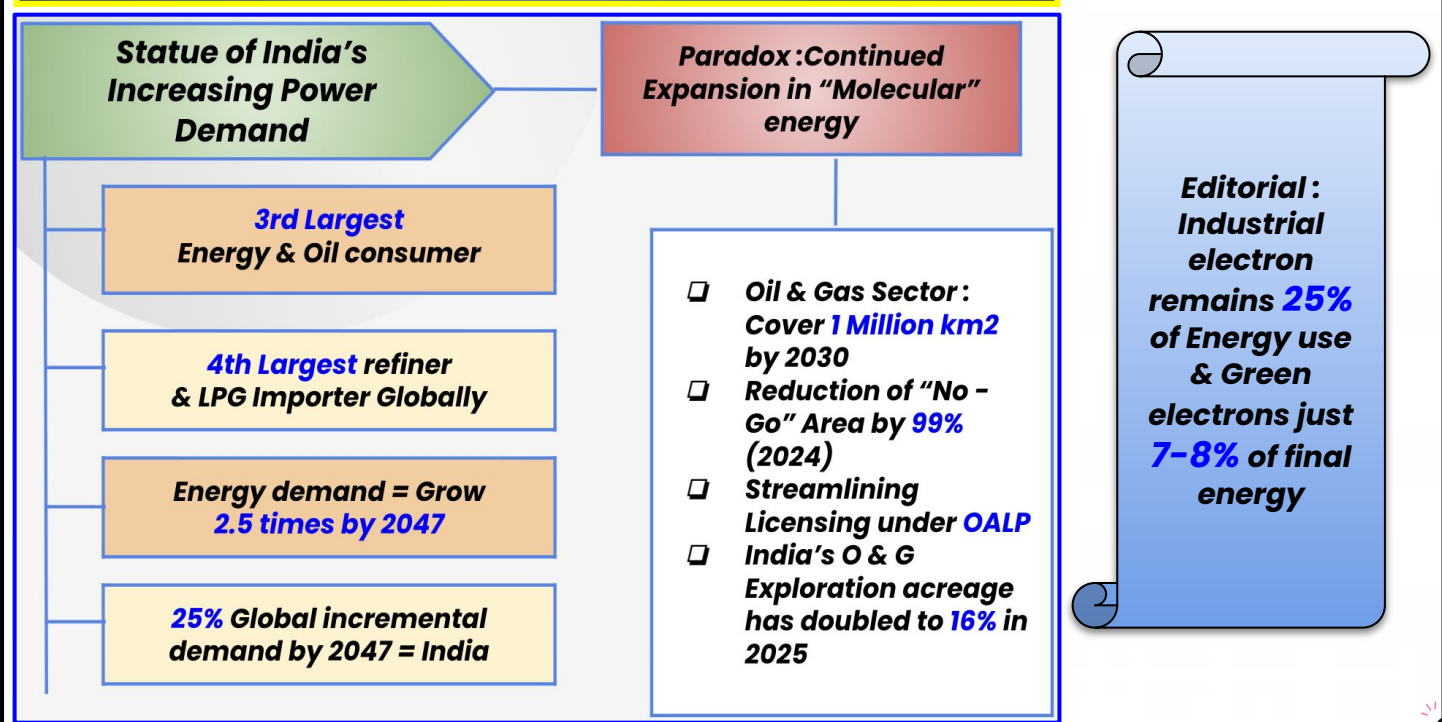 Statue of India's
Increasing Power
Demand
3rd Largest
Energy & Oil consumer
4th Largest refiner
& LPG Importer Globally
Energy demand = Grow
2.5 times by 2047
25% Global incremental
demand by 2047 = India
Paradox :Continued
Expansion in “Molecular”
energy
❑ Oil & Gas Sector :
Cover 1 Million km2
by 2030
❑ Reduction of “No -
Go” Area by 99%
(2024)
❑ Streamlining
Licensing under OALP
❑ India's O & G
Exploration acreage
has doubled to 16% in
2025
Editorial :
Industrial
electron
remains 25%
of Energy use
& Green
electrons just
7-8% of final
energy